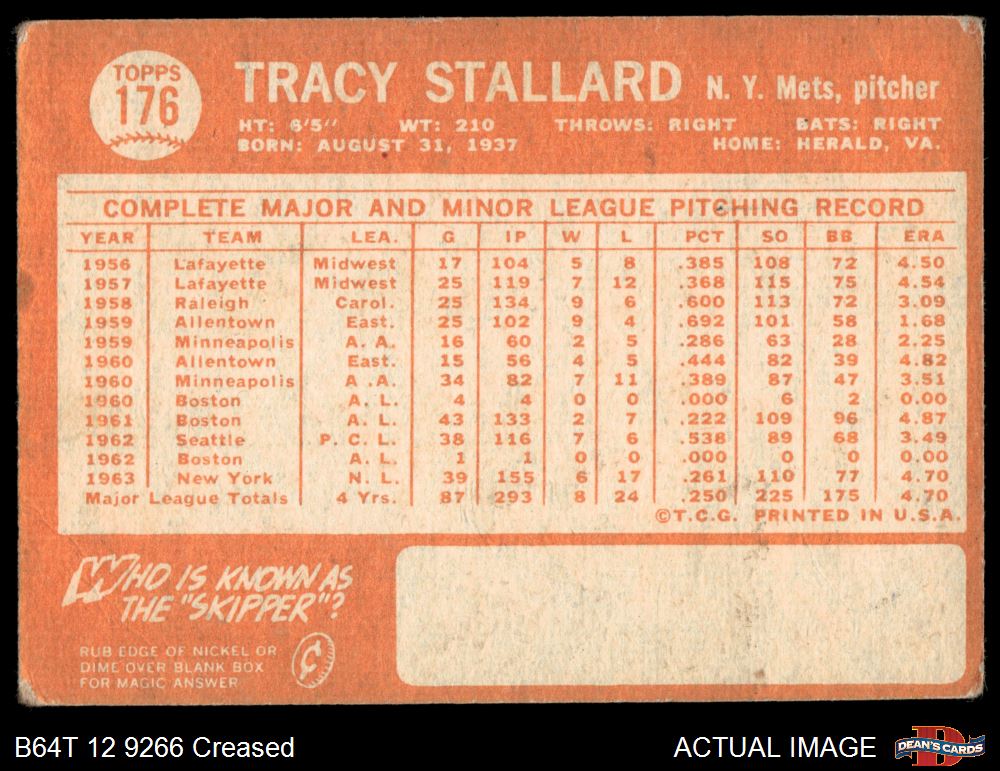 TOPPS
176
TRACY STALLARD N. Y. Mets, pitcher
HT: 6'5" WT: 210 THROWS: RIGHT BATS: RIGHT
BORN: AUGUST 31, 1937 HOME: HERALD, VA.
COMPLETE MAJOR AND MINOR LEAGUE PITCHING RECORD
YEAR TEAM LEA. G IP W L PCT SO BB ERA
1956 Lafayette Midwest 17 104 5 8 .385 108 72 4.50
1957 Lafayette Midwest 25 119 7 12 .368 115 75 4.54
1958 Raleigh Carol. 25 134 9 6 .600 113 72 3.09
1959 Allentown East. 25 102 9 4 .692 101 58 1.68
1959 Minneapolis A. A. 16 60 2 5 .286 63 28 2.25
1960 Allentown East. 15 56 4 5 .444 82 39 4.82
1960 Minneapolis A .A. 34 82 7 11 .389 87 47 3.51
1960 Boston A. L. 4 4 0 0 .000 6 2 0.00
1961 Boston A. L. 43 133 2 7 .222 109 96 4.87
1962 Seattle P. C. L. 38 116 7 6 .538 89 68 3.49
1962 Boston A. L. 1 1 0 0 .000 0 0 0.00
1963 New York N. L. 39 155 6 17 .261 110 77 4.70
Major League Totals 4 Yrs. 87 293 8 24 .250 225 175 4.70
©T.C.G. PRINTED IN U.S.A.
WHO IS KNOWN AS
THE "SKIPPER"?
RUB EDGE OF NICKEL OR
DIME OVER BLANK BOX
FOR MAGIC ANSWER
¢
B64T 12 9266 Creased
ACTUAL IMAGE
DEAN'S CARDS